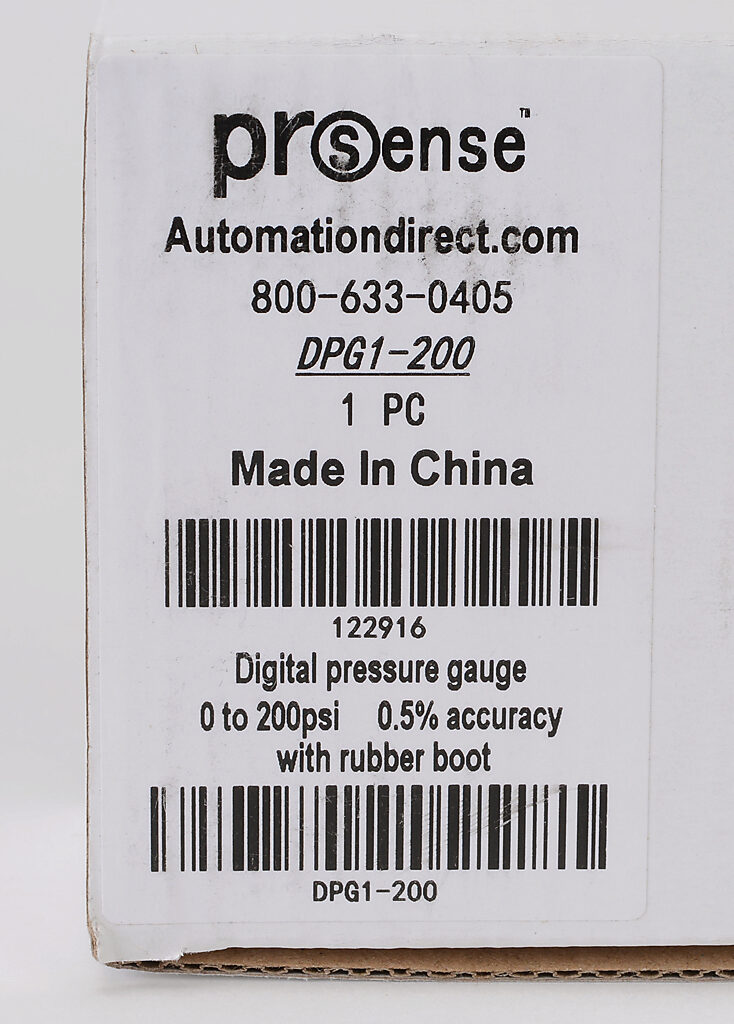 prosense™
Automationdirect.com
800-633-0405
DPG1-200
1 PC
Made In China
122916
Digital pressure gauge
0 to 200psi 0.5% accuracy
with rubber boot
DPG1-200